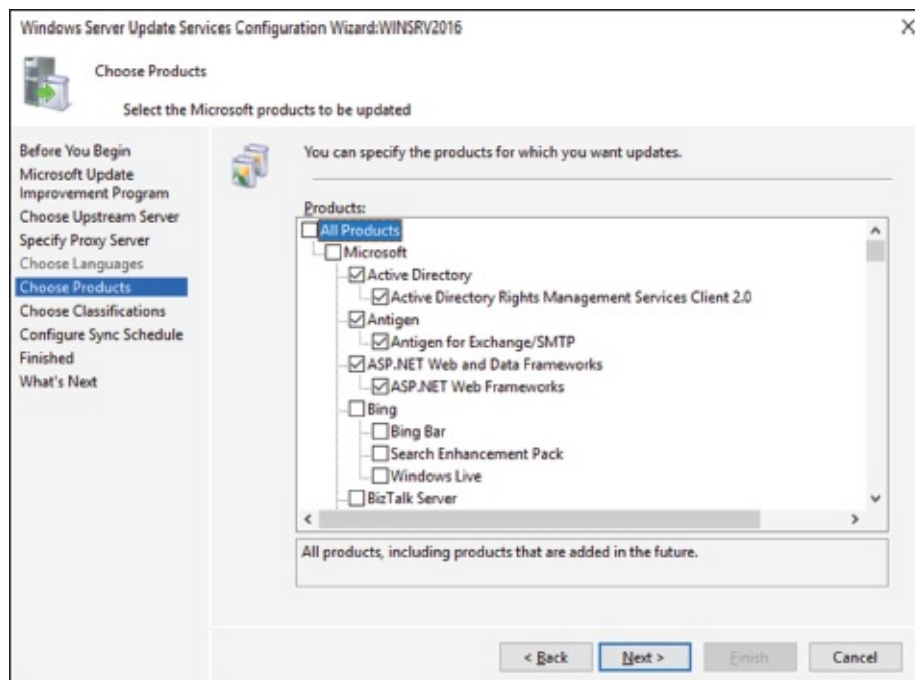 Windows Server Update Services Configuration Wizard:WINSRV2016
Choose Products
Select the Microsoft products to be updated
Before You Begin
Microsoft Update
Improvement Program
Choose Upstream Server
Specify Proxy Server
Choose Languages
Choose Products
Choose Classifications
Configure Sync Schedule
Finished
What's Next
You can specify the products for which you want updates.
Products:
All Products
Microsoft
Active Directory
Active Directory Rights Management Services Client 2.0
Antigen
Antigen for Exchange/SMTP
ASP.NET Web and Data Frameworks
ASP.NET Web Frameworks
Bing
Bing Bar
Search Enhancement Pack
Windows Live
BizTalk Server
All products, including products that are added in the future.
< Back
Next >
Finish
Cancel